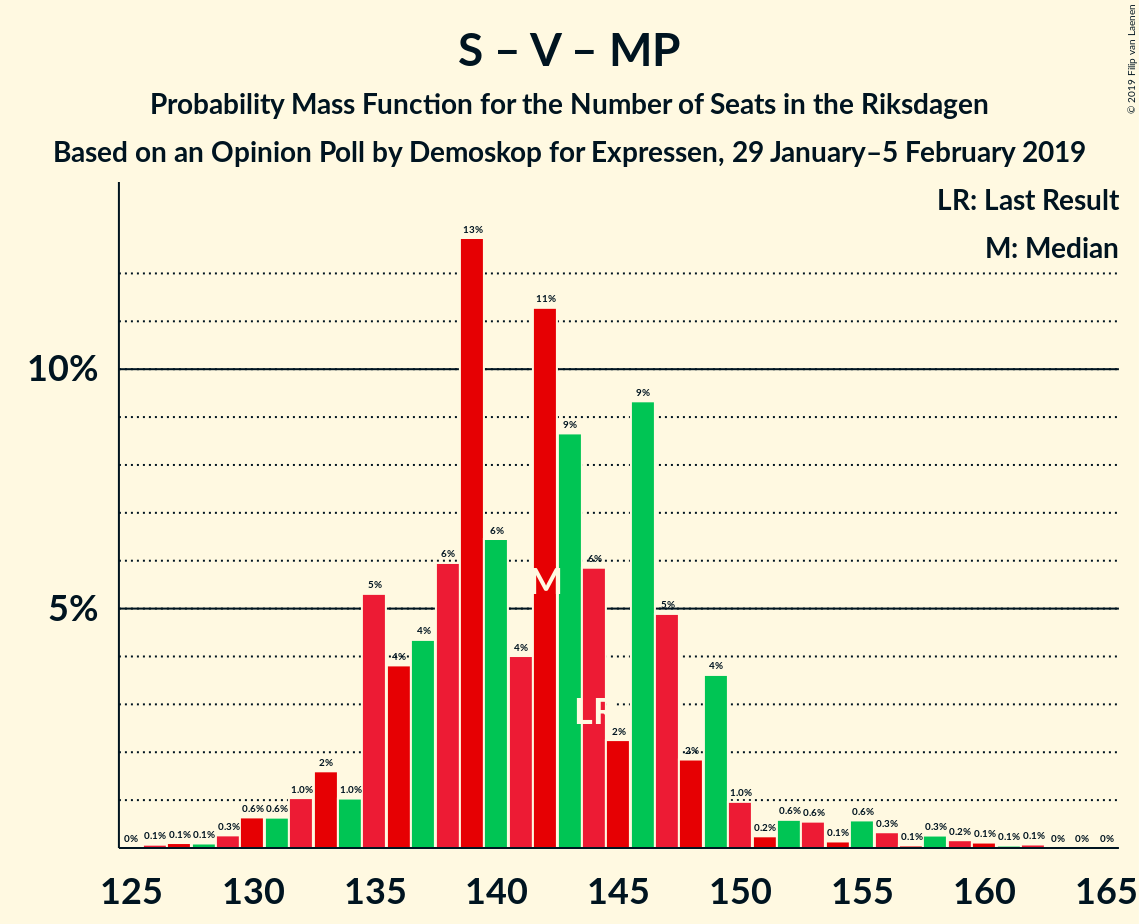 S – V – MP
Probability Mass Function for the Number of Seats in the Riksdagen
Based on an Opinion Poll by Demoskop for Expressen, 29 January–5 February 2019
© 2019 Filip van Laenen
LR: Last Result
M: Median
10%
5%
0% 0.1% 0.1% 0.1% 0.3% 0.6% 0.6% 1.0% 2% 1.0% 5% 4% 4% 6% 13% 6% 4% 11% 9% 6% 2% 9% 5% 2% 4% 1.0% 0.2% 0.6% 0.6% 0.1% 0.6% 0.3% 0.1% 0.3% 0.2% 0.1% 0.1% 0.1% 0% 0% 0%
M
LR
125 130 135 140 145 150 155 160 165